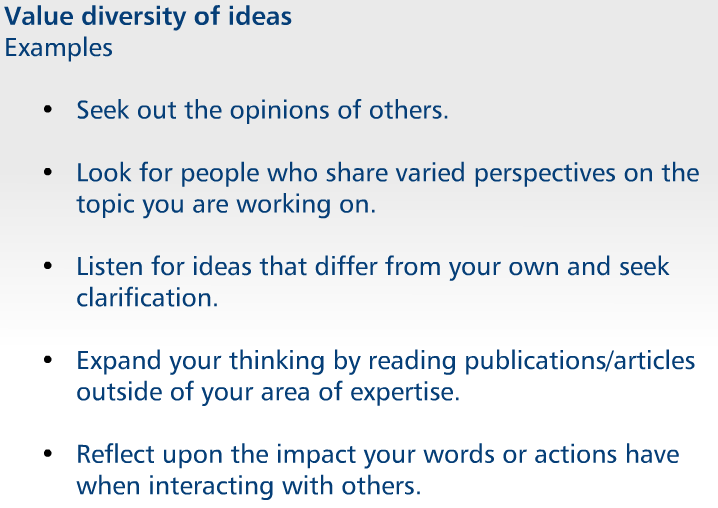 Value diversity of ideas
Examples
• Seek out the opinions of others.
• Look for people who share varied perspectives on the
topic you are working on.
• Listen for ideas that differ from your own and seek
clarification.
• Expand your thinking by reading publications/articles
outside of your area of expertise.
• Reflect upon the impact your words or actions have
when interacting with others.